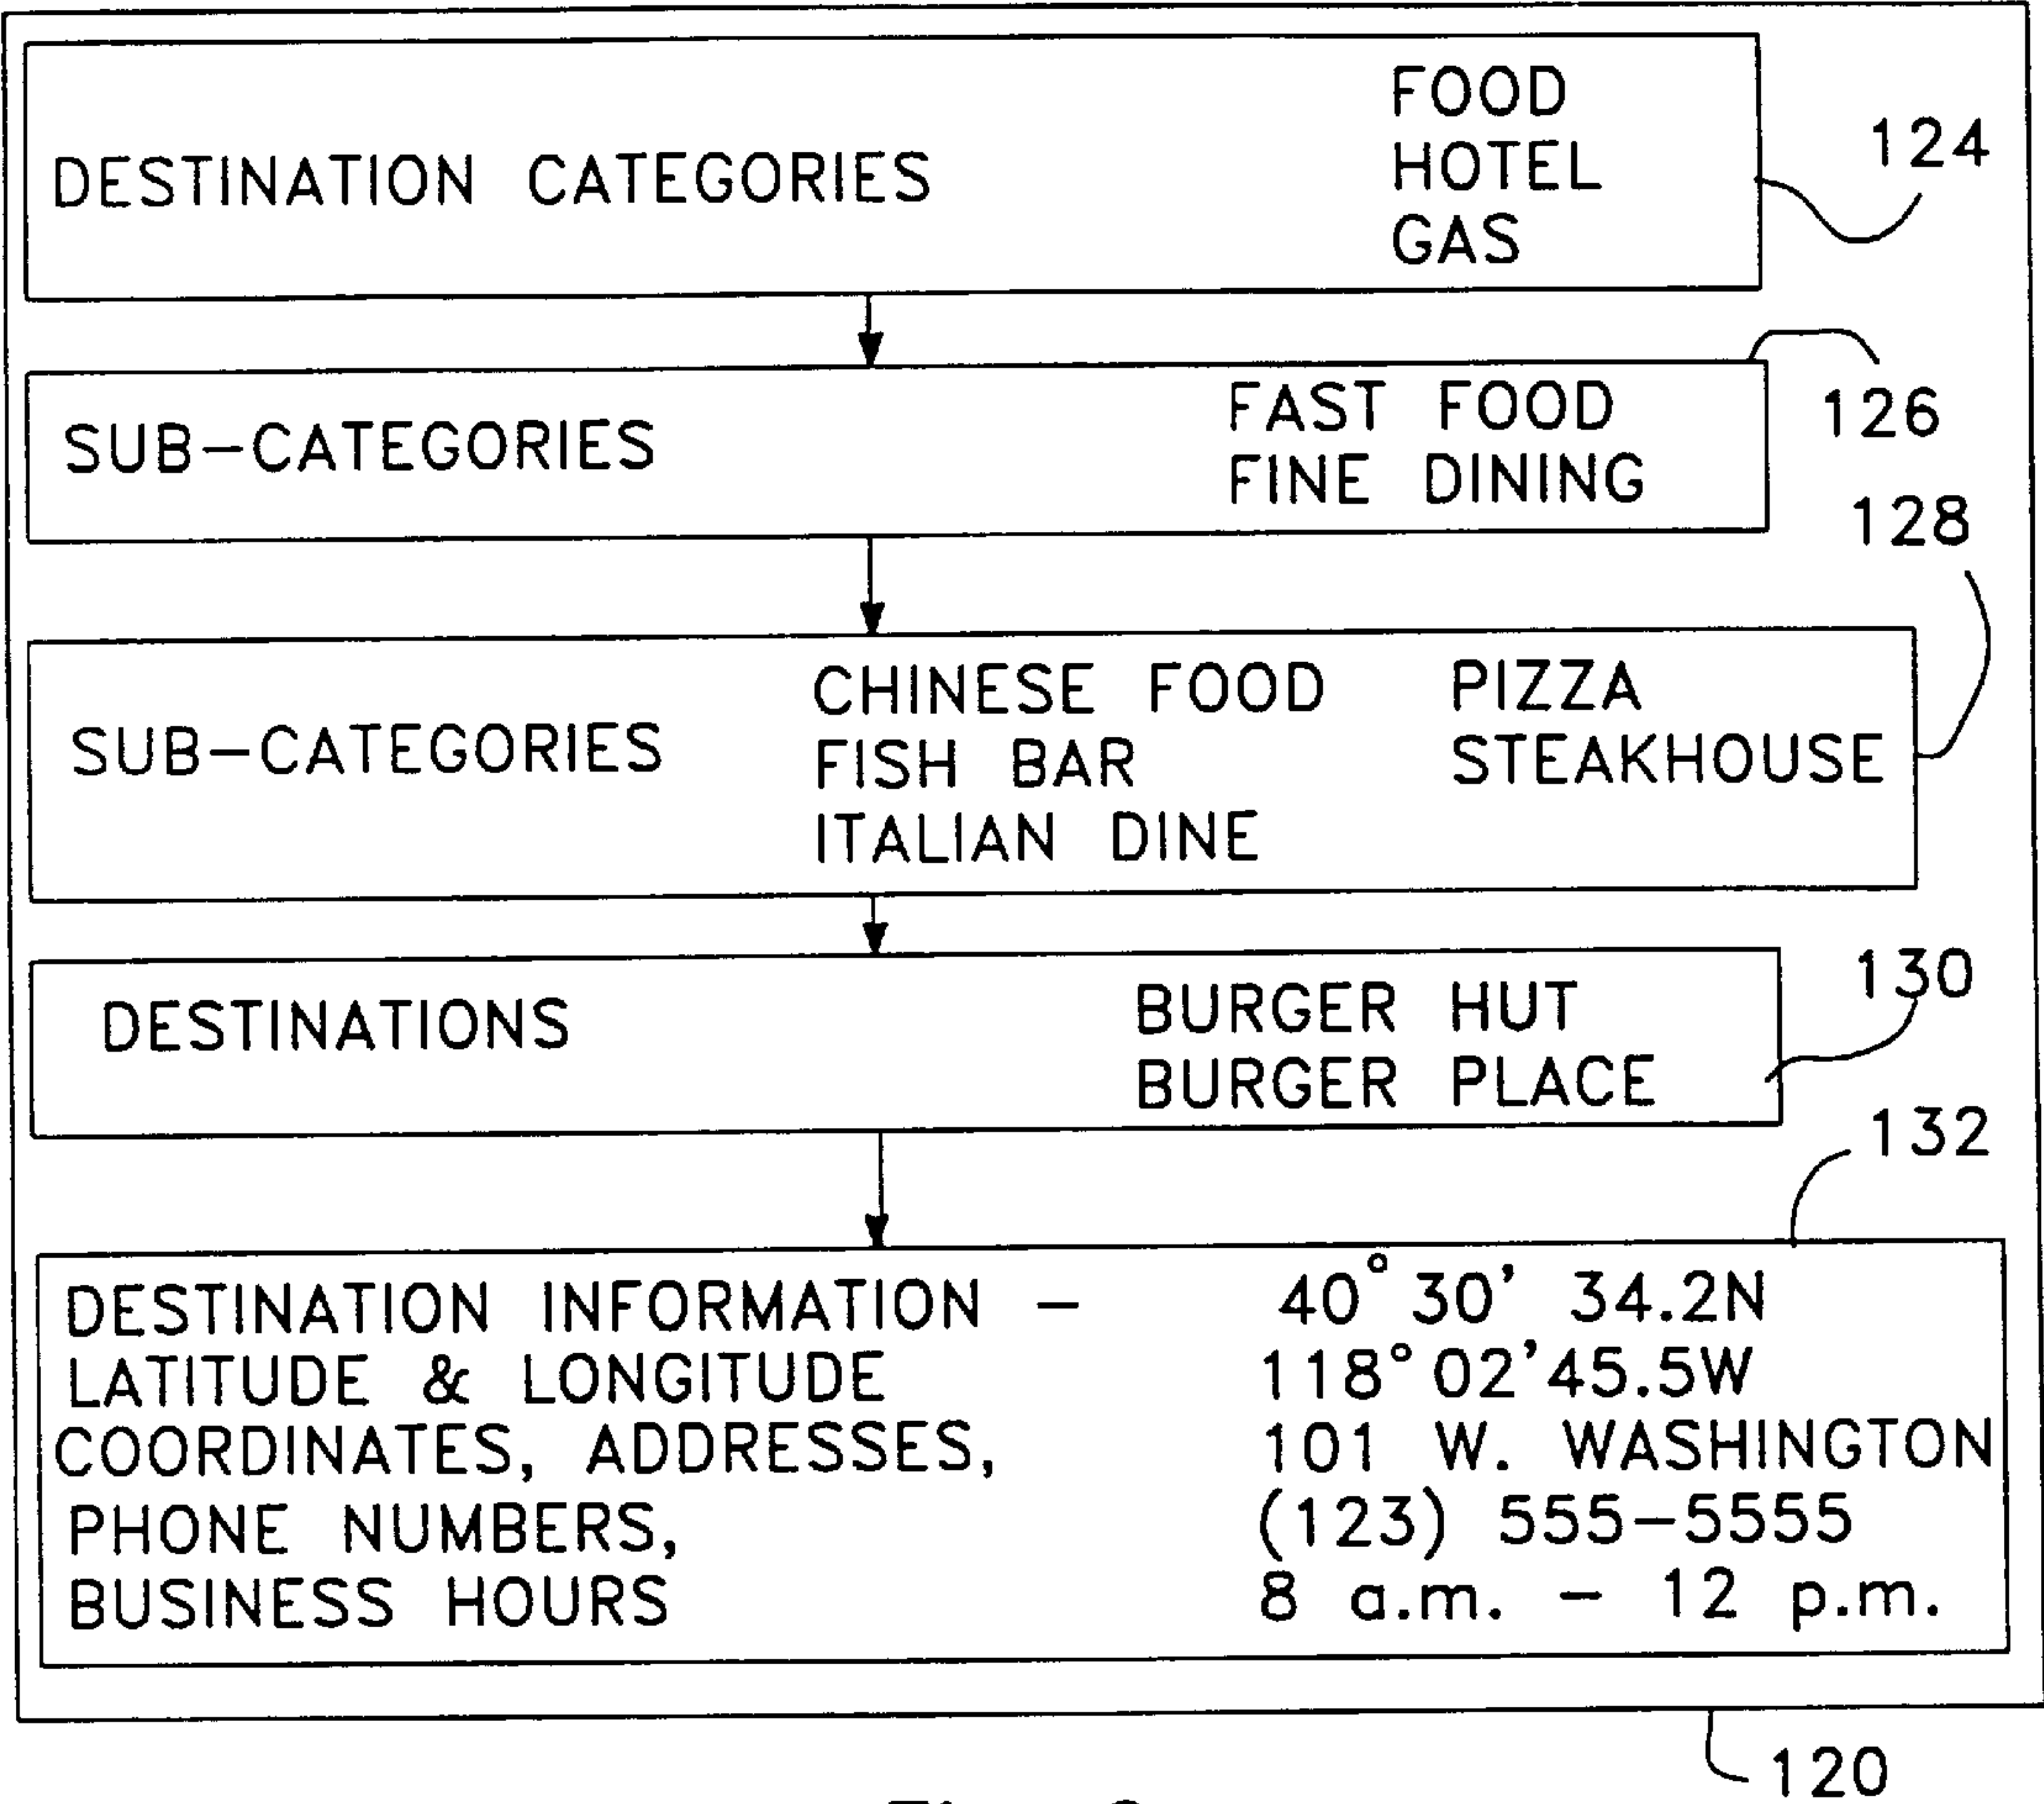 DESTINATION CATEGORIES
FOOD
HOTEL
GAS
124
SUB-CATEGORIES
FAST FOOD
FINE DINING
126
SUB-CATEGORIES
CHINESE FOOD PIZZA
FISH BAR STEAKHOUSE
ITALIAN DINE
128
DESTINATIONS
BURGER HUT
BURGER PLACE
130
132
DESTINATION INFORMATION - 40° 30' 34.2N
LATITUDE & LONGITUDE 118° 02' 45.5W
COORDINATES, ADDRESSES, 101 W. WASHINGTON
PHONE NUMBERS, (123) 555-5555
BUSINESS HOURS 8 a.m. - 12 p.m.
120